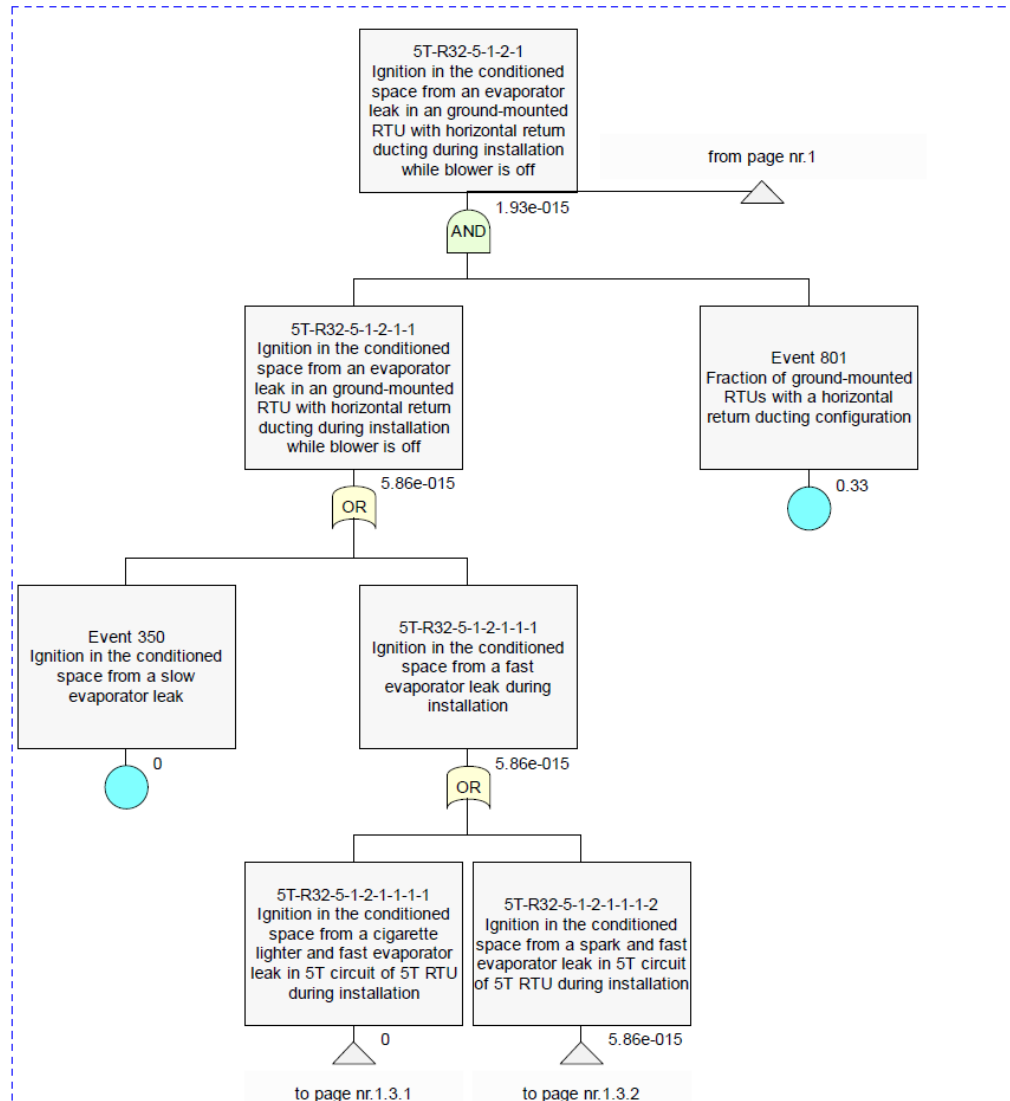 5T-R32-5-1-2-1
Ignition in the conditioned
space from an evaporator
leak in an ground-mounted
RTU with horizontal return
ducting during installation
while blower is off
from page nr.1
1.93e-015
AND
5T-R32-5-1-2-1-1
Ignition in the conditioned
space from an evaporator
leak in an ground-mounted
RTU with horizontal return
ducting during installation
while blower is off
Event 801
Fraction of ground-mounted
RTUs with a horizontal
return ducting configuration
5.86e-015
OR
0.33
Event 350
Ignition in the conditioned
space from a slow
evaporator leak
5T-R32-5-1-2-1-1-1
Ignition in the conditioned
space from a fast
evaporator leak during
installation
0
5.86e-015
OR
5T-R32-5-1-2-1-1-1-1
Ignition in the conditioned
space from a cigarette
lighter and fast evaporator
leak in 5T circuit of 5T RTU
during installation
5T-R32-5-1-2-1-1-1-2
Ignition in the conditioned
space from a spark and fast
evaporator leak in 5T circuit
of 5T RTU during installation
0
5.86e-015
to page nr.1.3.1
to page nr.1.3.2